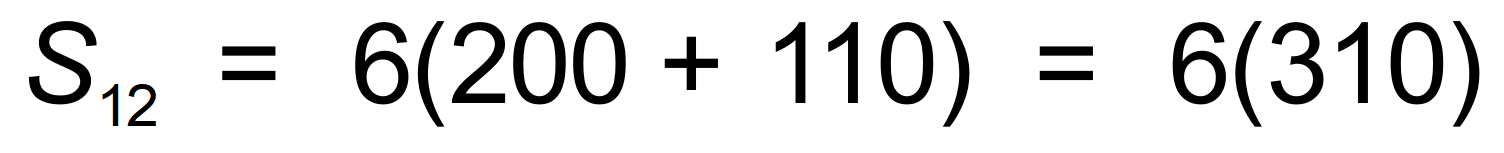 S₁₂ = 6(200 + 110) = 6(310)